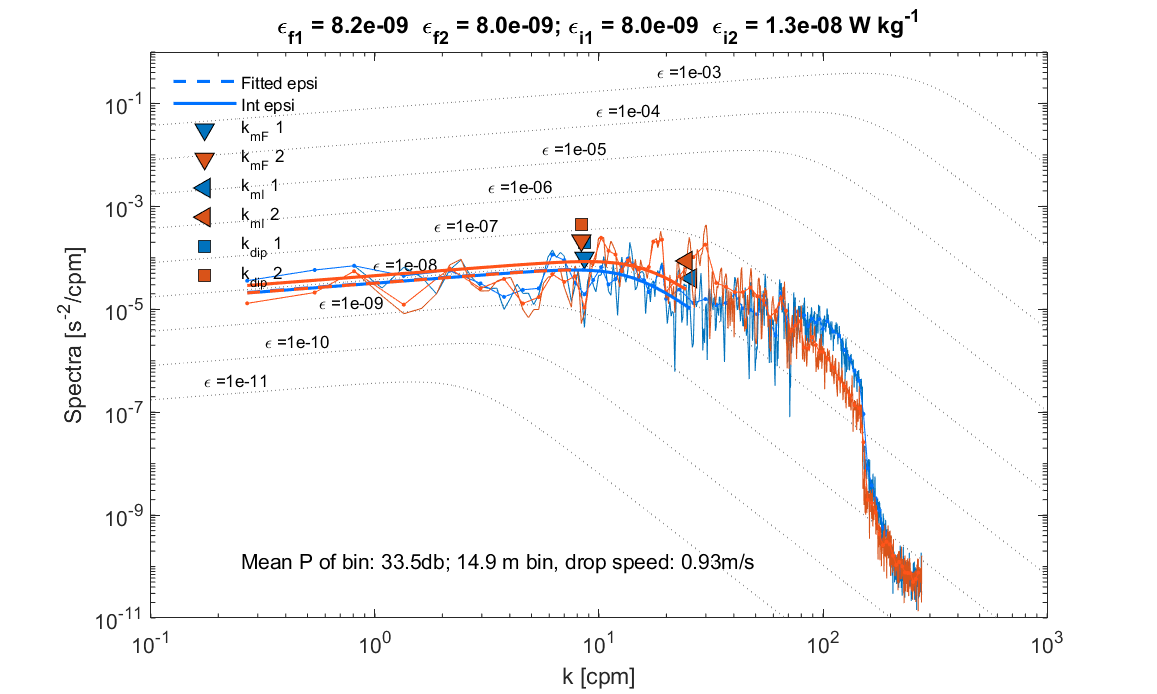 ϵf1 = 8.2e-09 ϵf2 = 8.0e-09; ϵi1 = 8.0e-09 ϵi2 = 1.3e-08 W kg-1
Fitted epsi
Int epsi
kmF 1
kmF 2
kmI 1
kmI 2
kdip 1
kdip 2
ϵ =1e-03
ϵ =1e-04
ϵ =1e-05
ϵ =1e-06
ϵ =1e-07
ϵ =1e-08
ϵ =1e-09
ϵ =1e-10
ϵ =1e-11
Mean P of bin: 33.5db; 14.9 m bin, drop speed: 0.93m/s
Spectra [s-2/cpm]
10-1
10-3
10-5
10-7
10-9
10-11
10-1
100
101
102
103
k [cpm]